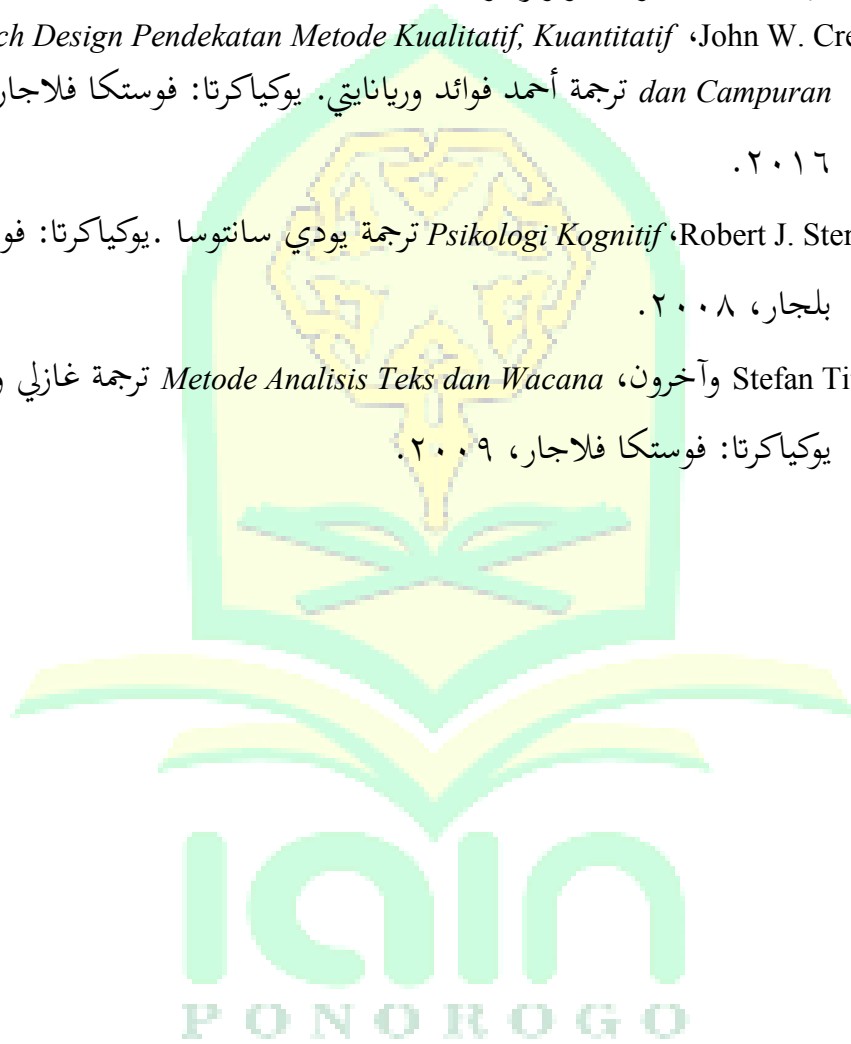 John W. Cre، Design Pendekatan Metode Kualitatif, Kuantitatif
dan Campuran ترجمة أحمد فوائد وريانايتي. يوكياكرتا: فوستكا فلاجار
٢٠١٦.
Robert J. Ster، Psikologi Kognitif ترجمة يودي سانتوسا .يوكياكرتا: فو
بلجار، ٢٠٠٨.
Stefan Ti وآخرون، Metode Analisis Teks dan Wacana ترجمة غازلي و
يوكياكرتا: فوستكا فلاجار، ٢٠٠٩.
IAIN
PONOROGO